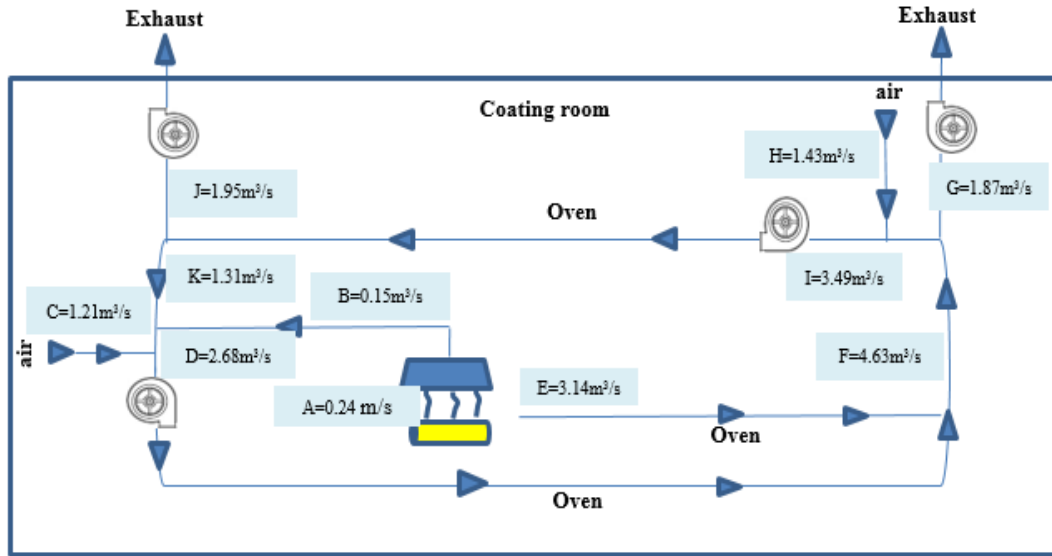 Exhaust
Exhaust
Coating room
air
H=1.43m³/s
G=1.87m³/s
J=1.95m³/s
Oven
K=1.31m³/s
I=3.49m³/s
B=0.15m³/s
C=1.21m³/s
air
D=2.68m³/s
F=4.63m³/s
E=3.14m³/s
A=0.24 m/s
Oven
Oven